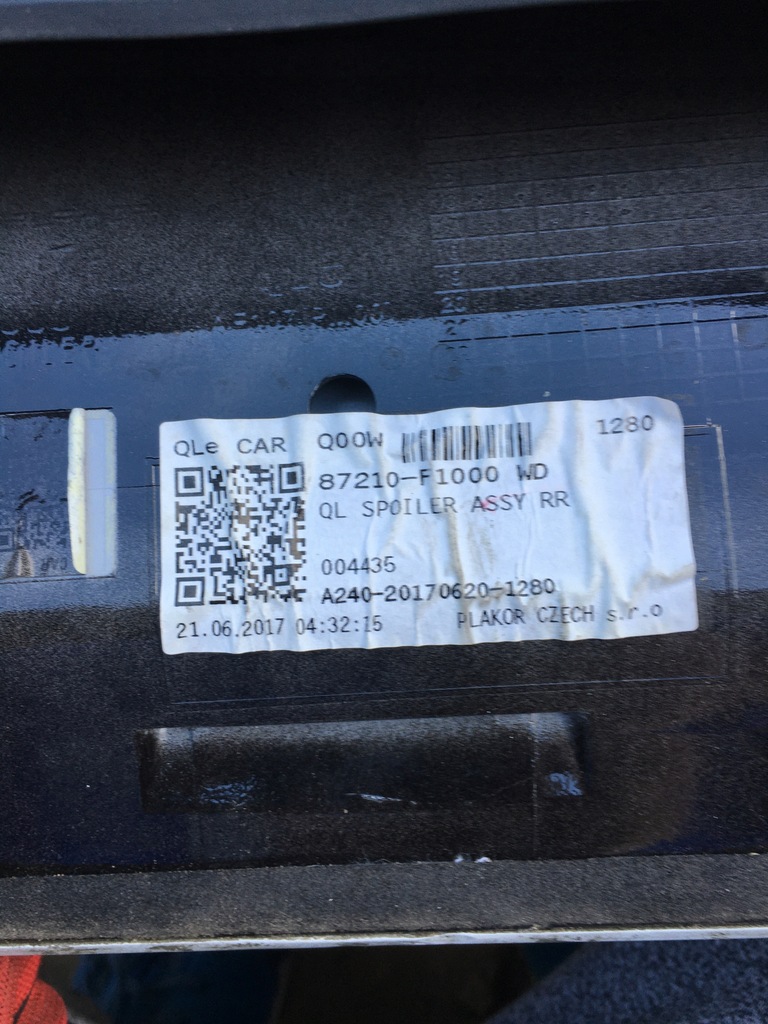 QLe CAR Q00W 1280
87210-F1000 WD
QL SPOILER ASSY RR
004435
A240-20170620-1280
21.06.2017 04:32:15 PLAKOR CZECH s.r.o